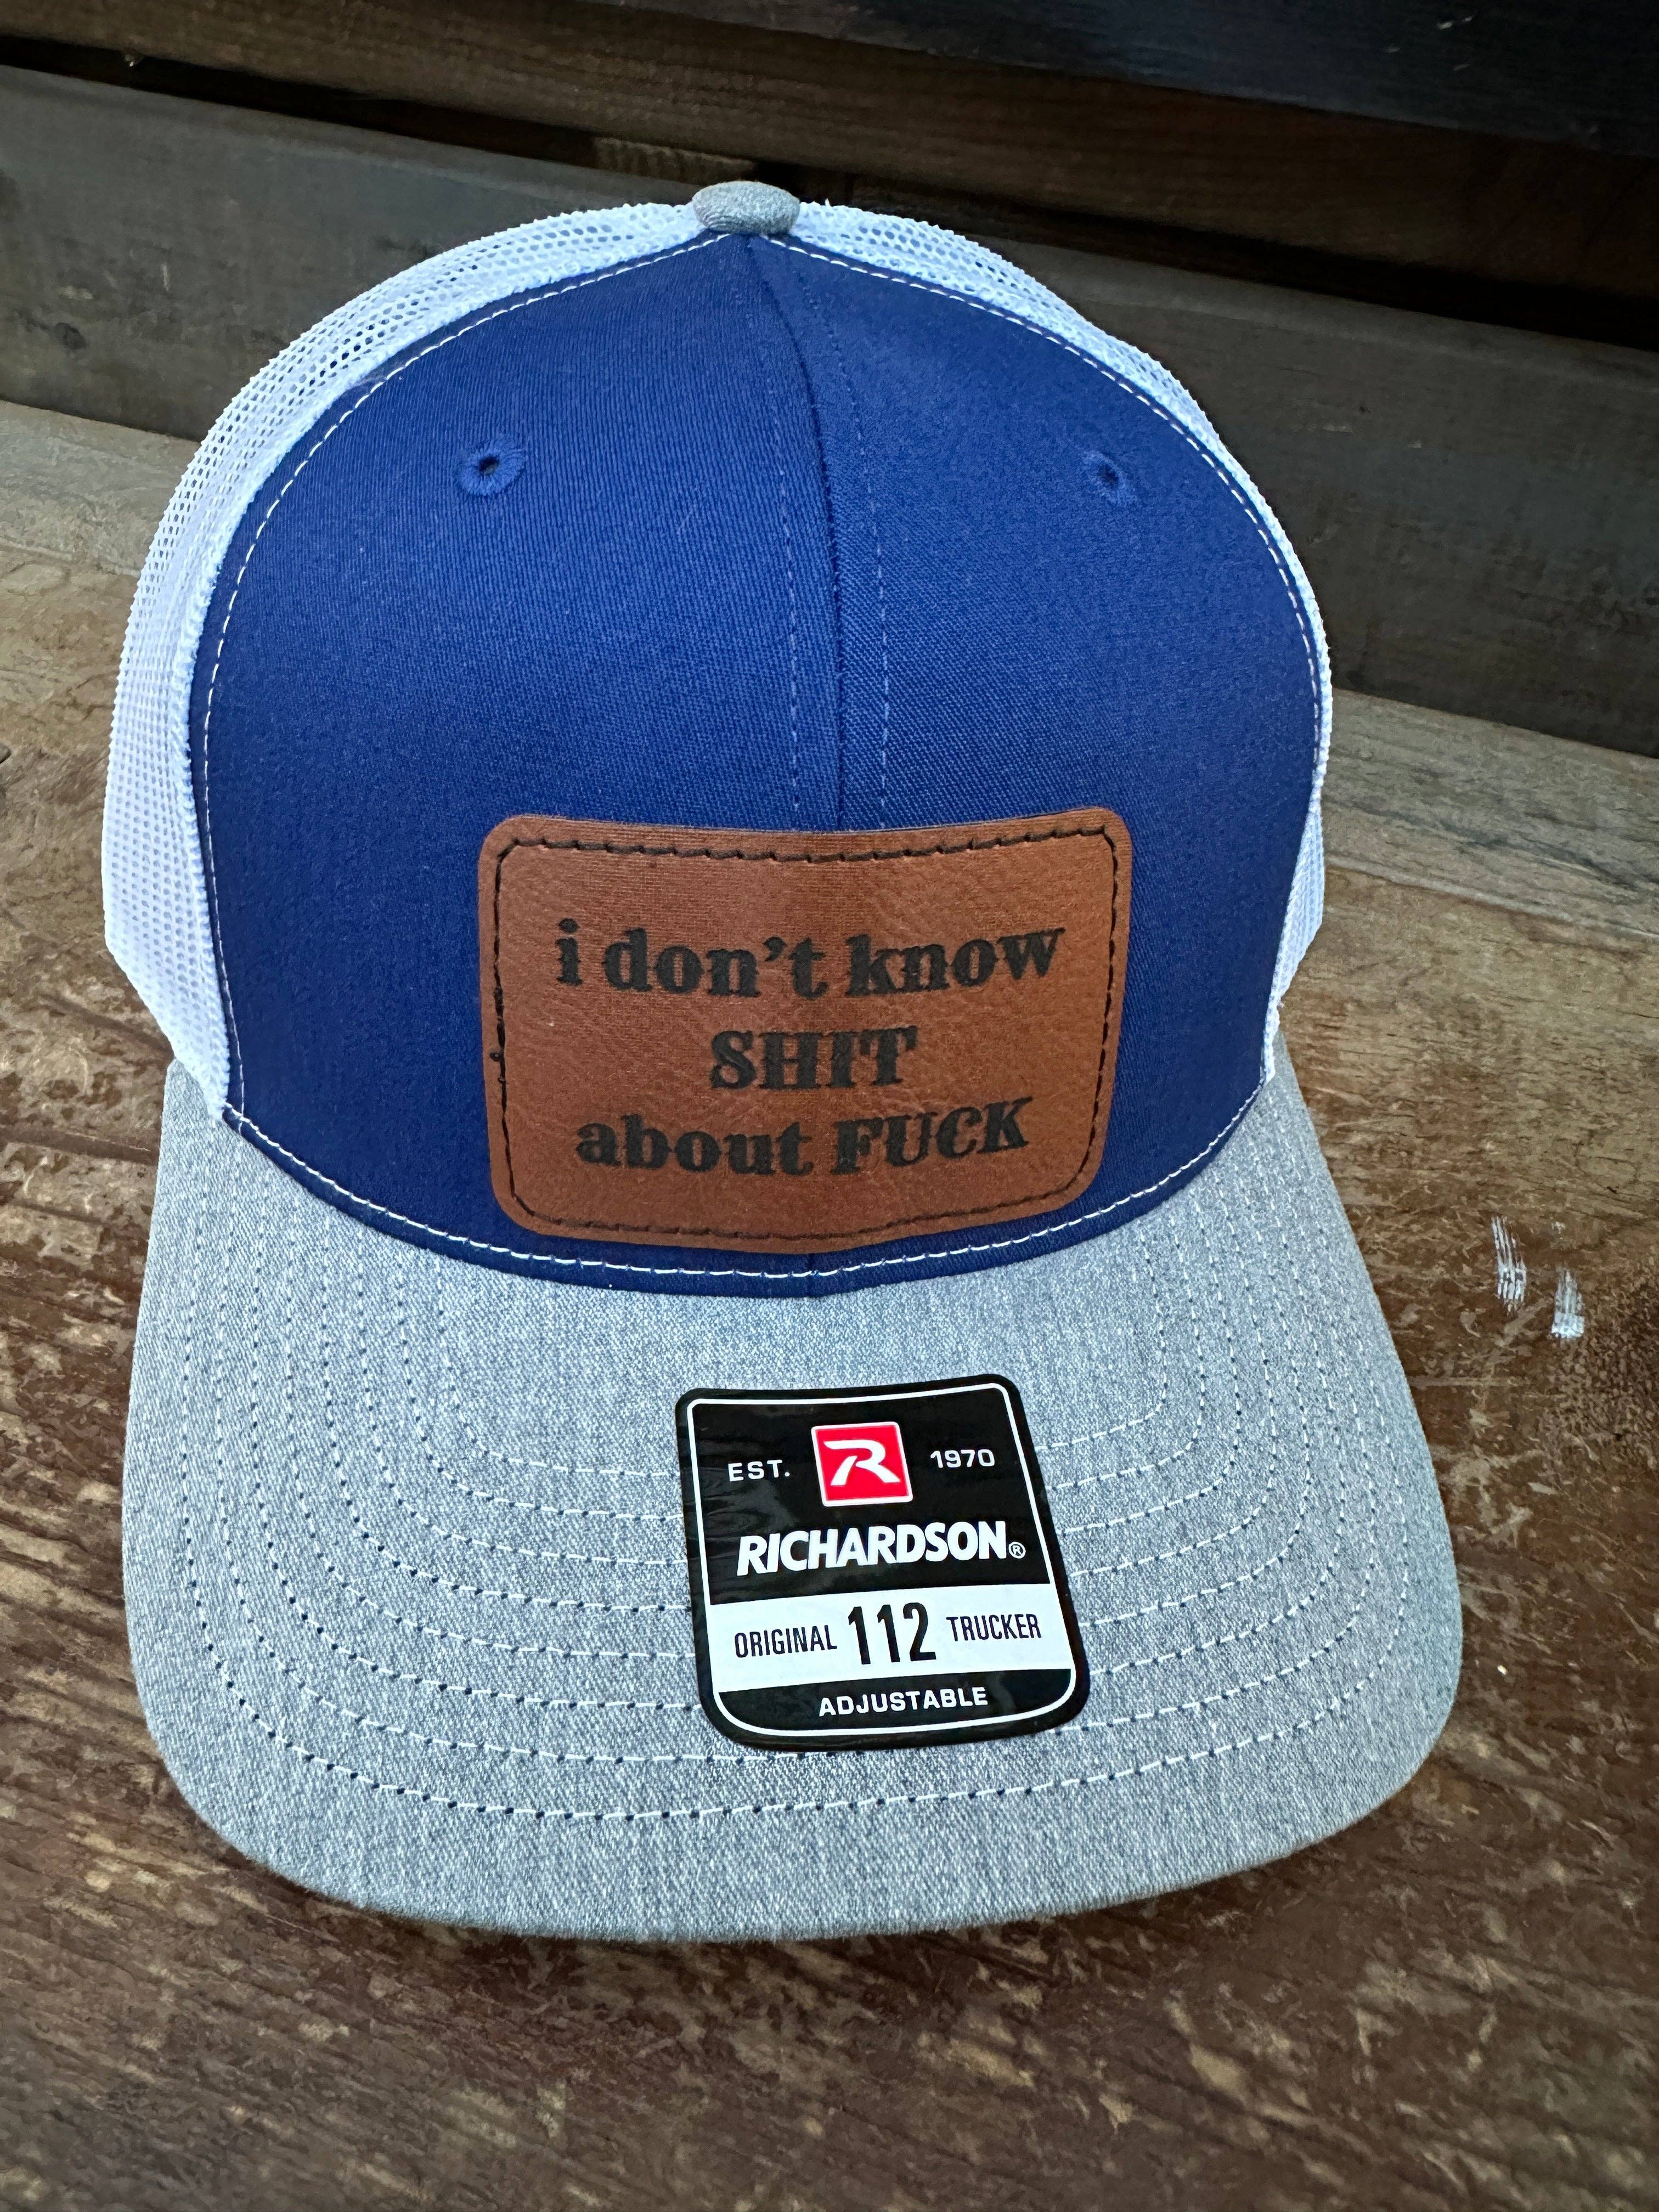 i don't know
SHIT
about FUCK
EST. R 1970
RICHARDSON®
ORIGINAL 112 TRUCKER
ADJUSTABLE